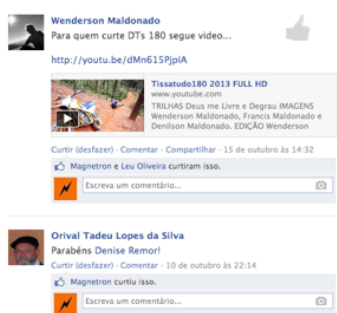 Wenderson Maldonado
Para quem curte DTs 180 segue video...
http://youtu.be/dMn615PjpIA
Tissatudo180 2013 FULL HD
www.youtube.com
TRILHAS Deus me Livre e Degrau IMAGENS
Wenderson Maldonado, Francis Maldonado e
Denilson Maldonado. EDIÇÃO Wenderson
Curtir (desfazer) · Comentar · Compartilhar · 15 de outubro às 14:32
Magnetron e Leu Oliveira curtiram isso.
Escreva um comentário...
Orival Tadeu Lopes da Silva
Parabéns Denise Remor!
Curtir (desfazer) · Comentar · 10 de outubro às 22:14
Magnetron curtiu isso.
Escreva um comentário...